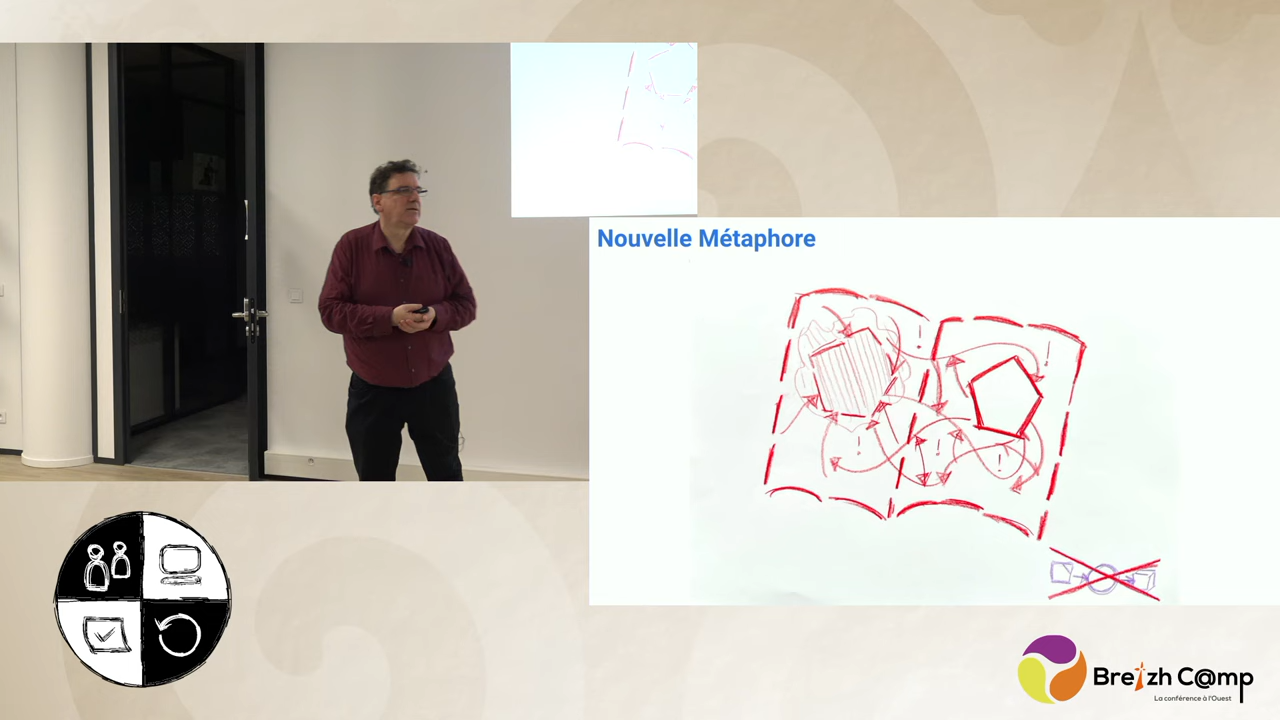 Nouvelle Métaphore
! !
! ! !
Breizh C@mp
La conférence à l'Ouest